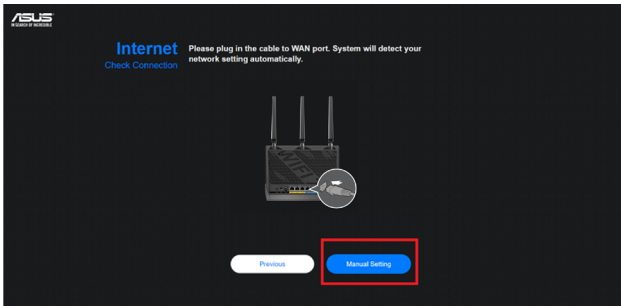 ASUS
IN SEARCH OF INCREDIBLE
Internet
Check Connection
Please plug in the cable to WAN port. System will detect your
network setting automatically.
WIFI
Previous
Manual Setting